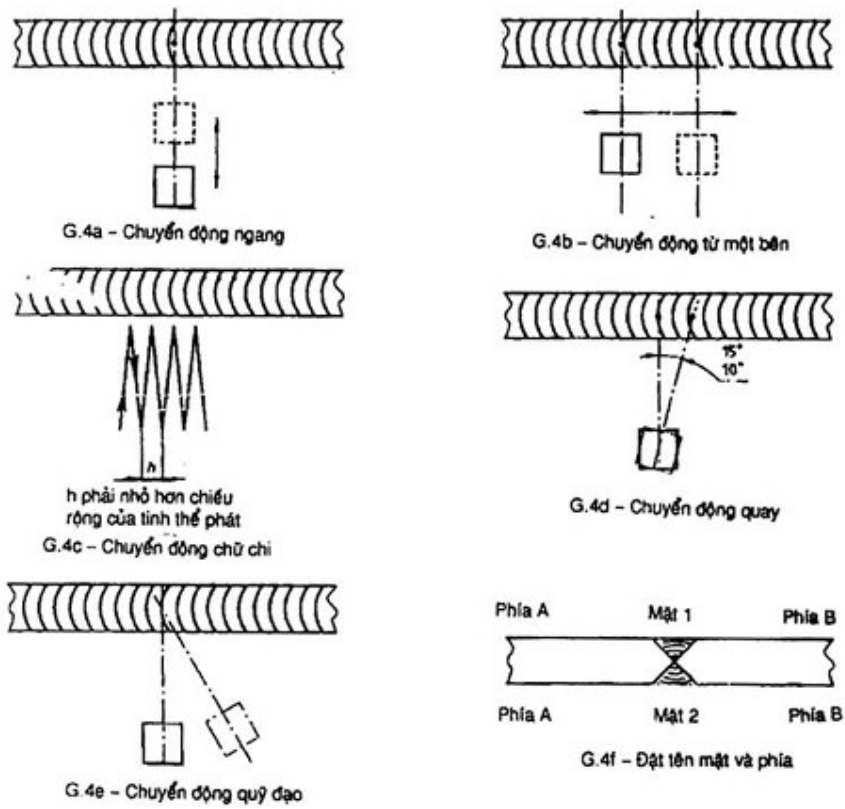 G.4a – Chuyển động ngang
G.4b – Chuyển động từ một bên
h
h phải nhỏ hơn chiều
rộng của tinh thể phát
G.4c – Chuyển động chữ chi
15°
10°
G.4d – Chuyển động quay
G.4e – Chuyển động quỹ đạo
Phía A Mặt 1 Phía B
Phía A Mặt 2 Phía B
G.4f – Đặt tên mặt và phía